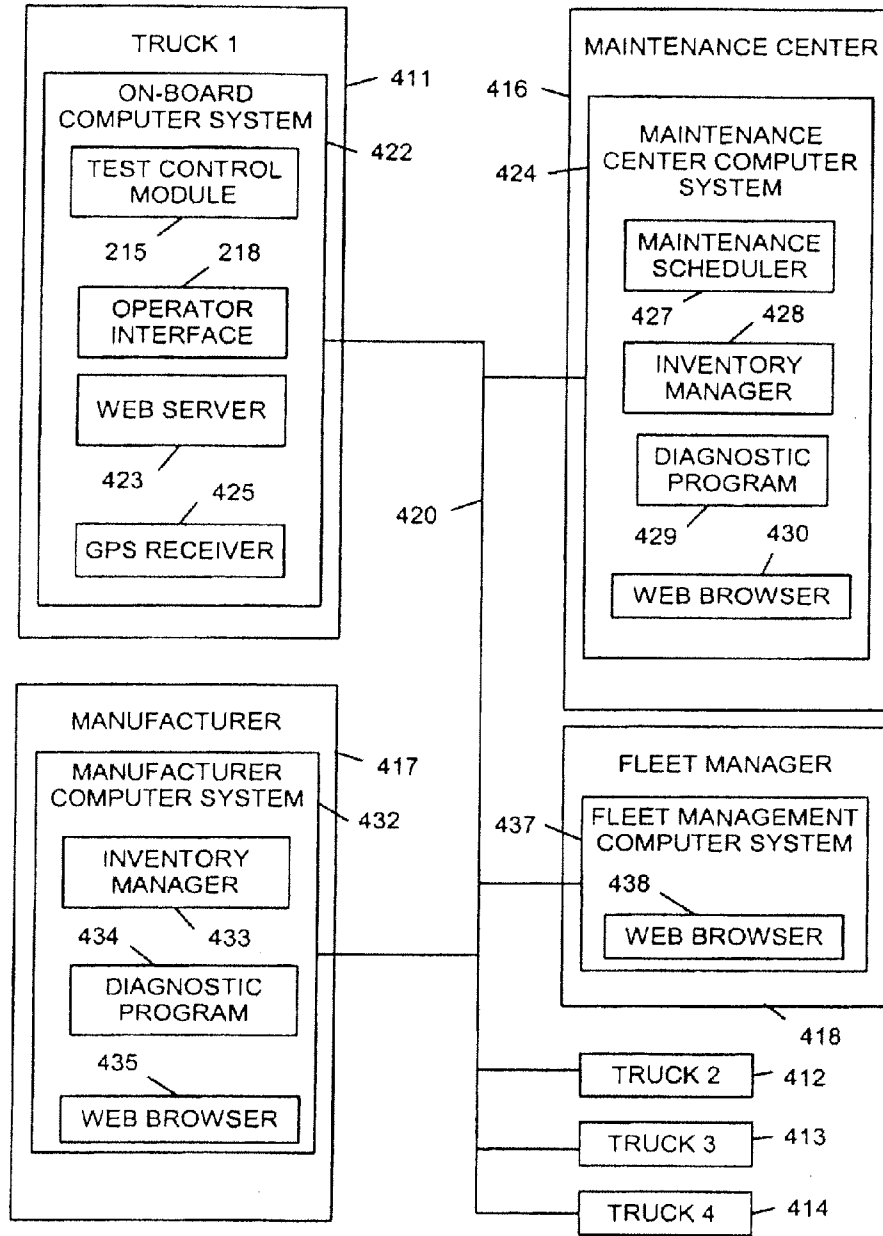 TRUCK 1
411
ON-BOARD
COMPUTER SYSTEM
422
TEST CONTROL
MODULE
215
218
OPERATOR
INTERFACE
WEB SERVER
423
425
GPS RECEIVER
MAINTENANCE CENTER
416
MAINTENANCE
CENTER COMPUTER
SYSTEM
424
MAINTENANCE
SCHEDULER
427
428
INVENTORY
MANAGER
DIAGNOSTIC
PROGRAM
429
430
WEB BROWSER
420
MANUFACTURER
417
MANUFACTURER
COMPUTER SYSTEM
432
INVENTORY
MANAGER
434
433
DIAGNOSTIC
PROGRAM
435
WEB BROWSER
FLEET MANAGER
437
FLEET MANAGEMENT
COMPUTER SYSTEM
438
WEB BROWSER
418
TRUCK 2
412
TRUCK 3
413
TRUCK 4
414